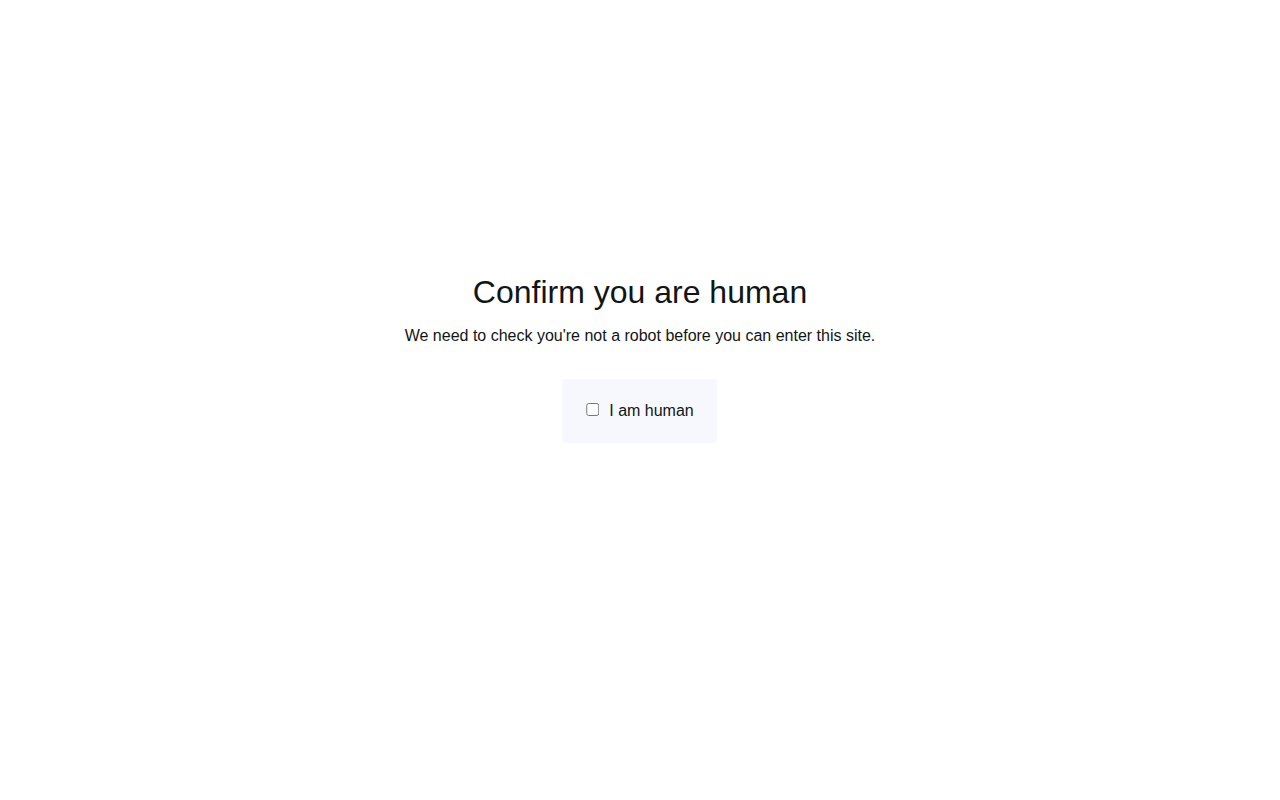 Confirm you are human
We need to check you're not a robot before you can enter this site.
I am human